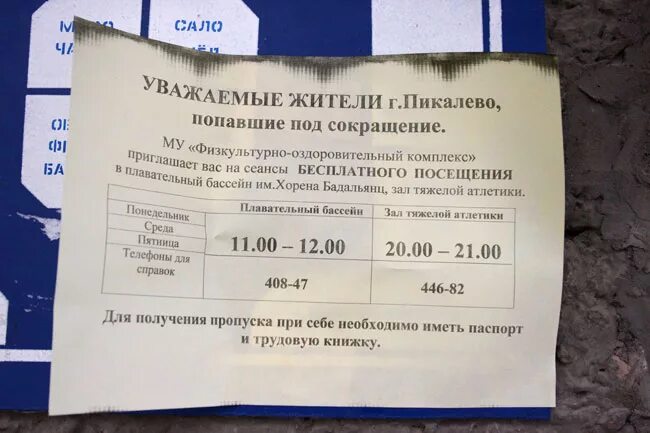 САЛО
УВАЖАЕМЫЕ ЖИТЕЛИ г.Пикалево,
попавшие под сокращение.
МУ «Физкультурно-оздоровительный комплекс»
приглашает вас на сеансы БЕСПЛАТНОГО ПОСЕЩЕНИЯ
в плавательный бассейн им.Хорена Бадальянц, зал тяжелой атлетики.
Плавательный бассейн Зал тяжелой атлетики
Понедельник
Среда
Пятница
11.00 – 12.00 20.00 – 21.00
Телефоны для
справок
408-47 446-82
Для получения пропуска при себе необходимо иметь паспорт
и трудовую книжку.